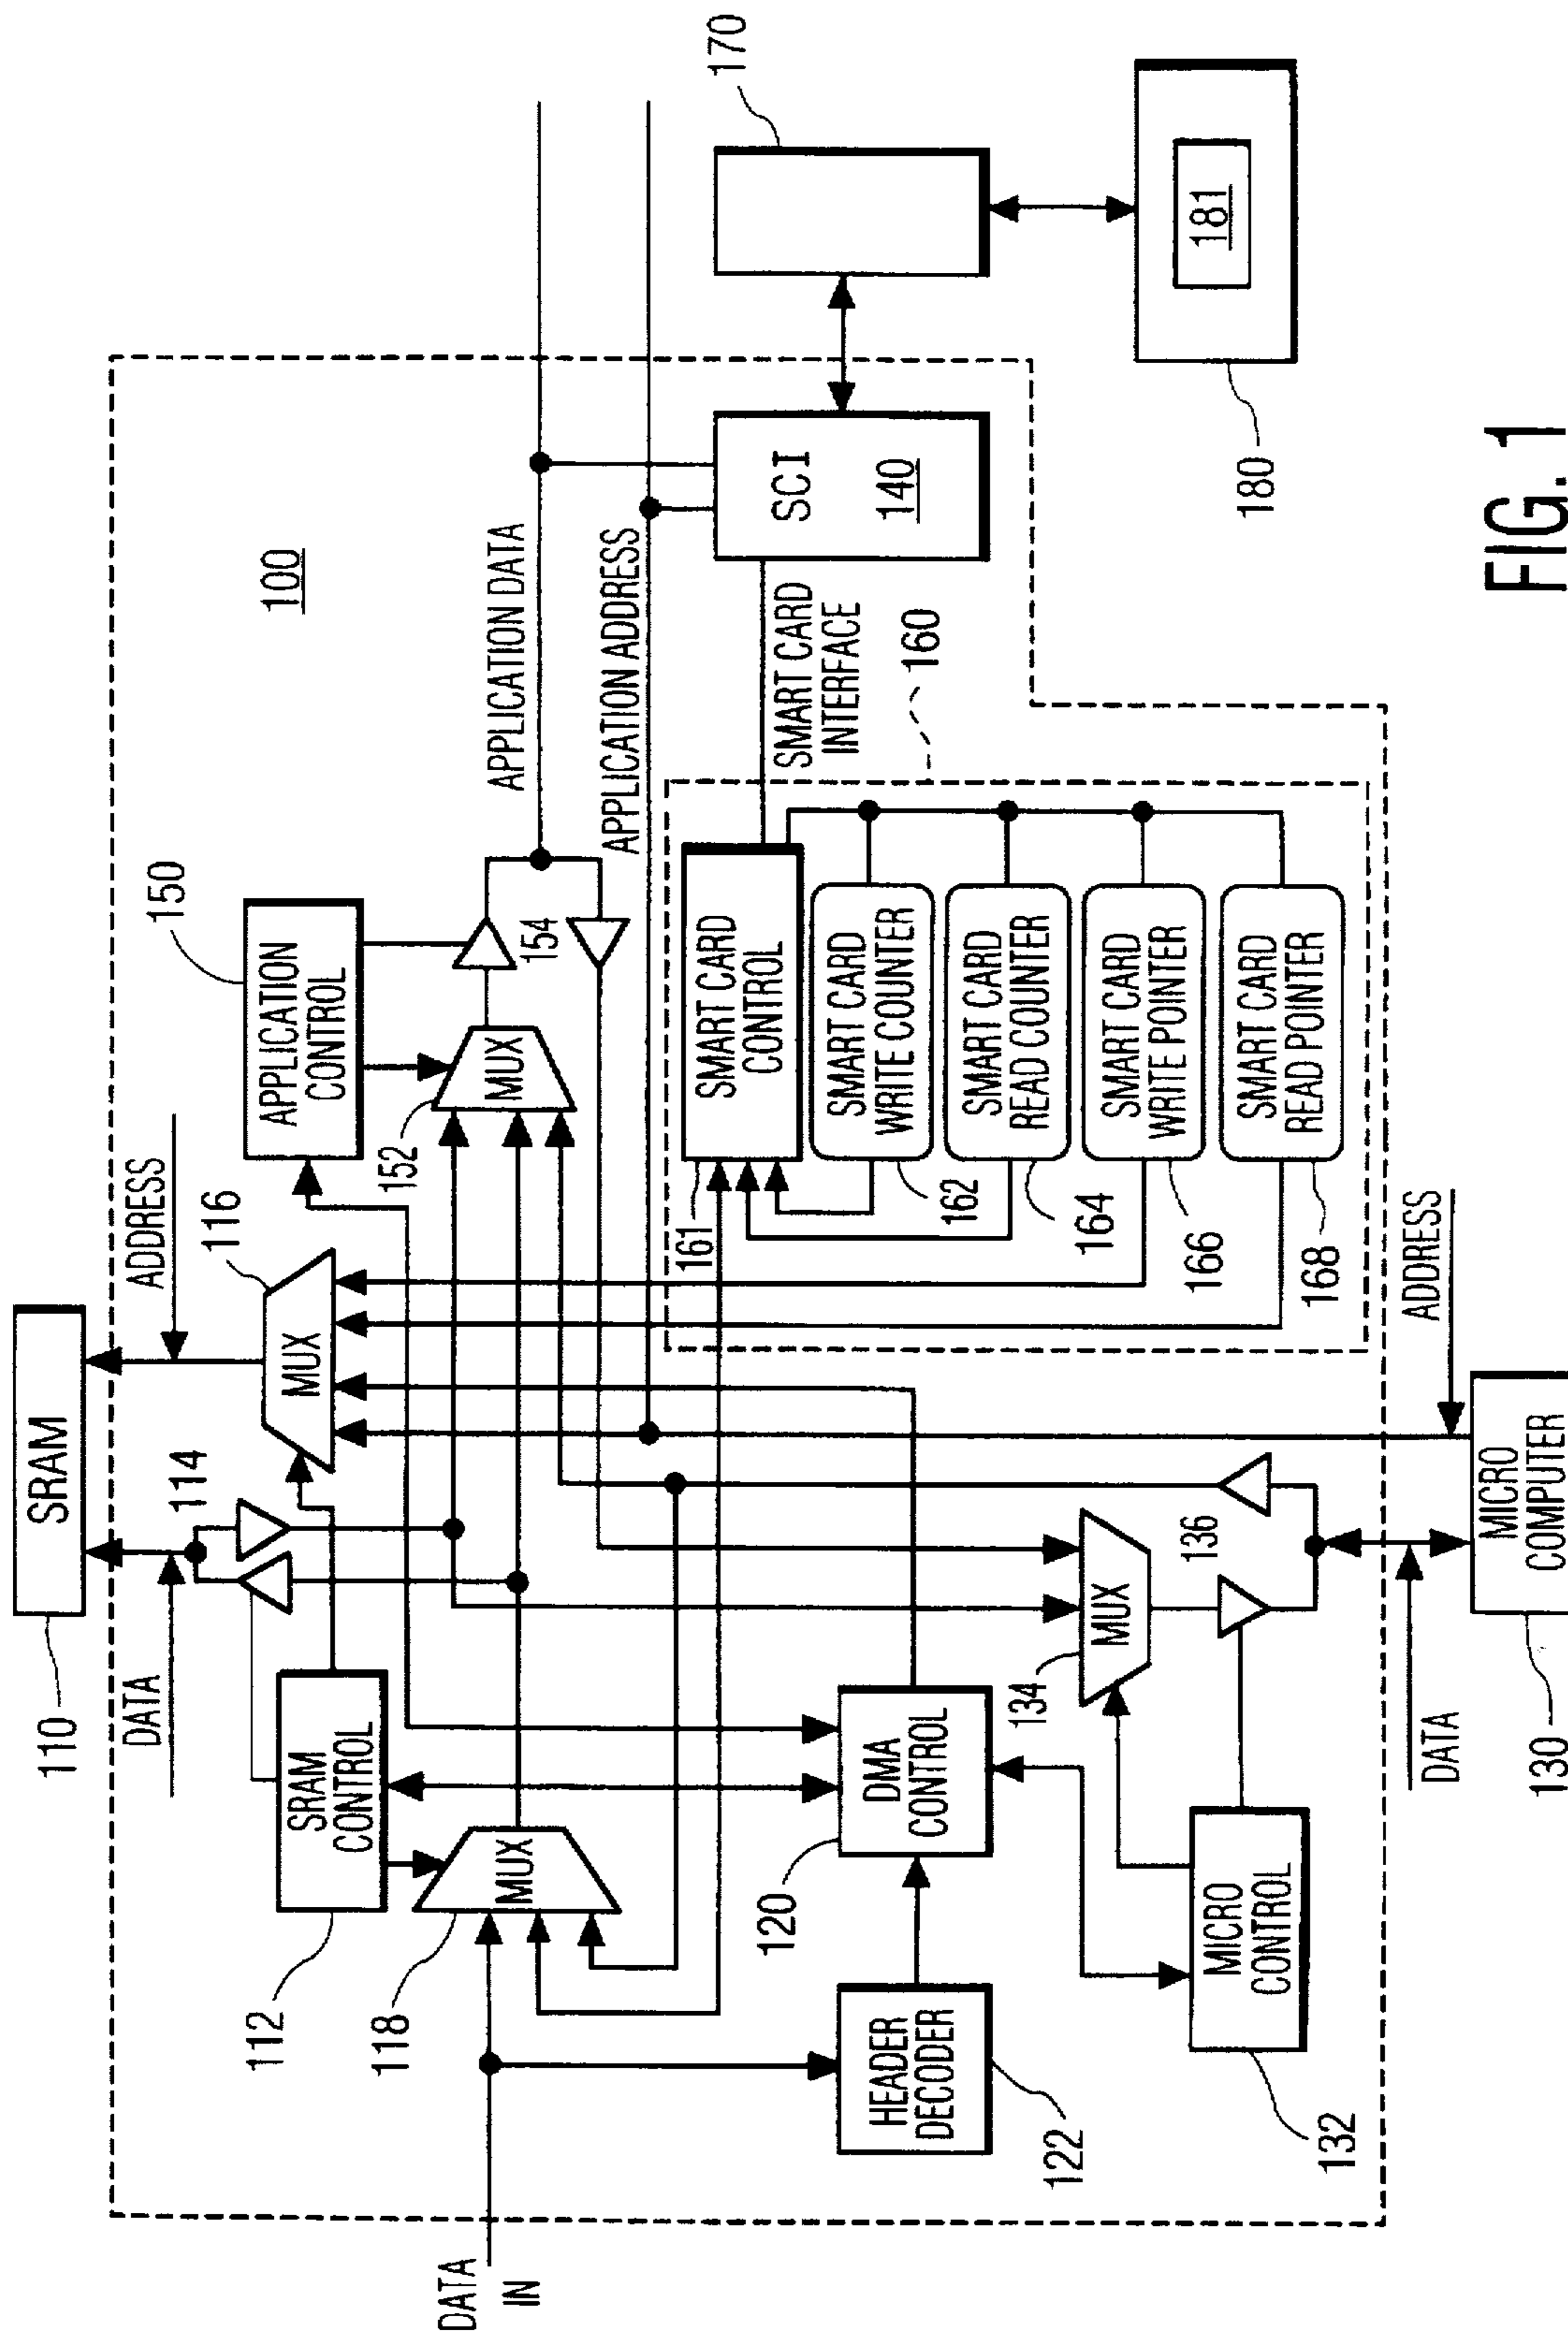 SRAM
110
DATA
114
ADDRESS
116
MUX
150
APPLICATION
CONTROL
100
SRAM
CONTROL
112
118
MUX
152
MUX
154
APPLICATION DATA
APPLICATION ADDRESS
DATA
IN
170
SMART CARD
INTERFACE
SCI
140
160
161
SMART CARD
CONTROL
SMART CARD
WRITE COUNTER
162
SMART CARD
READ COUNTER
164
SMART CARD
WRITE POINTER
166
SMART CARD
READ POINTER
168
181
180
DMA
CONTROL
120
HEADER
DECODER
122
134
MUX
136
MICRO
CONTROL
132
ADDRESS
DATA
MICRO
COMPUTER
130
FIG. 1